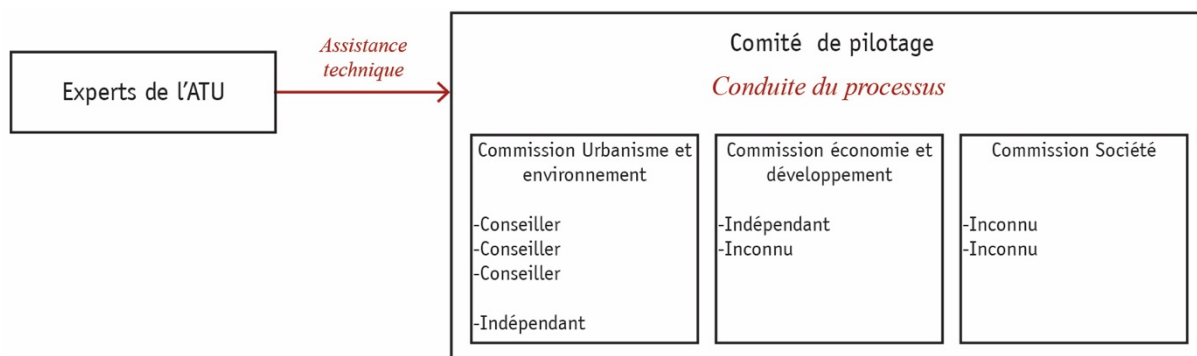 Experts de l'ATU
Assistance
technique
Comité de pilotage
Conduite du processus
Commission Urbanisme et
environnement
-Conseiller
-Conseiller
-Conseiller
-Indépendant
Commission économie et
développement
-Indépendant
-Inconnu
Commission Société
-Inconnu
-Inconnu